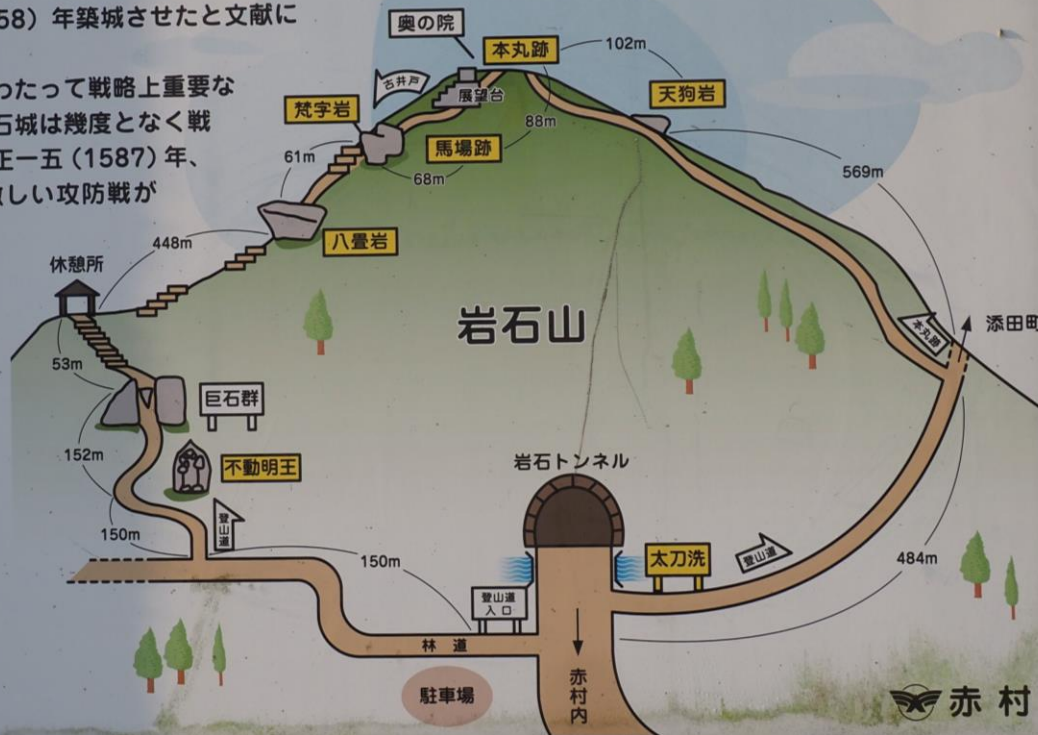 58）年築城させたと文献に
わたって戦略上重要な
石城は幾度となく戦
正一五（1587）年、
激しい攻防戦が
奥の院
本丸跡
102m
古井戸
展望台
天狗岩
梵字岩
88m
馬場跡
61m
68m
569m
八畳岩
448m
休憩所
岩石山
本丸跡
添田町
53m
巨石群
152m
不動明王
岩石トンネル
登山道
150m
150m
太刀洗
登山道
484m
登山道
入口
林道
駐車場
赤村内
赤村